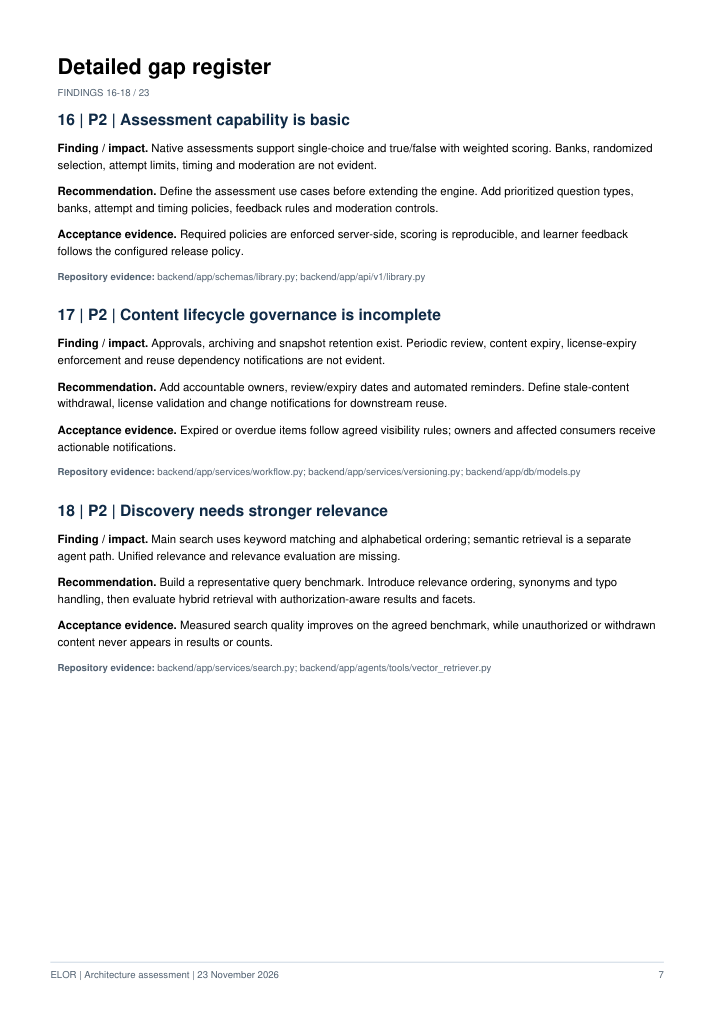 Detailed gap register
FINDINGS 16-18 / 23
16 | P2 | Assessment capability is basic
Finding / impact. Native assessments support single-choice and true/false with weighted scoring. Banks, randomized
selection, attempt limits, timing and moderation are not evident.
Recommendation. Define the assessment use cases before extending the engine. Add prioritized question types,
banks, attempt and timing policies, feedback rules and moderation controls.
Acceptance evidence. Required policies are enforced server-side, scoring is reproducible, and learner feedback
follows the configured release policy.
Repository evidence: backend/app/schemas/library.py; backend/app/api/v1/library.py
17 | P2 | Content lifecycle governance is incomplete
Finding / impact. Approvals, archiving and snapshot retention exist. Periodic review, content expiry, license-expiry
enforcement and reuse dependency notifications are not evident.
Recommendation. Add accountable owners, review/expiry dates and automated reminders. Define stale-content
withdrawal, license validation and change notifications for downstream reuse.
Acceptance evidence. Expired or overdue items follow agreed visibility rules; owners and affected consumers receive
actionable notifications.
Repository evidence: backend/app/services/workflow.py; backend/app/services/versioning.py; backend/app/db/models.py
18 | P2 | Discovery needs stronger relevance
Finding / impact. Main search uses keyword matching and alphabetical ordering; semantic retrieval is a separate
agent path. Unified relevance and relevance evaluation are missing.
Recommendation. Build a representative query benchmark. Introduce relevance ordering, synonyms and typo
handling, then evaluate hybrid retrieval with authorization-aware results and facets.
Acceptance evidence. Measured search quality improves on the agreed benchmark, while unauthorized or withdrawn
content never appears in results or counts.
Repository evidence: backend/app/services/search.py; backend/app/agents/tools/vector_retriever.py
ELOR | Architecture assessment | 23 November 2026
7